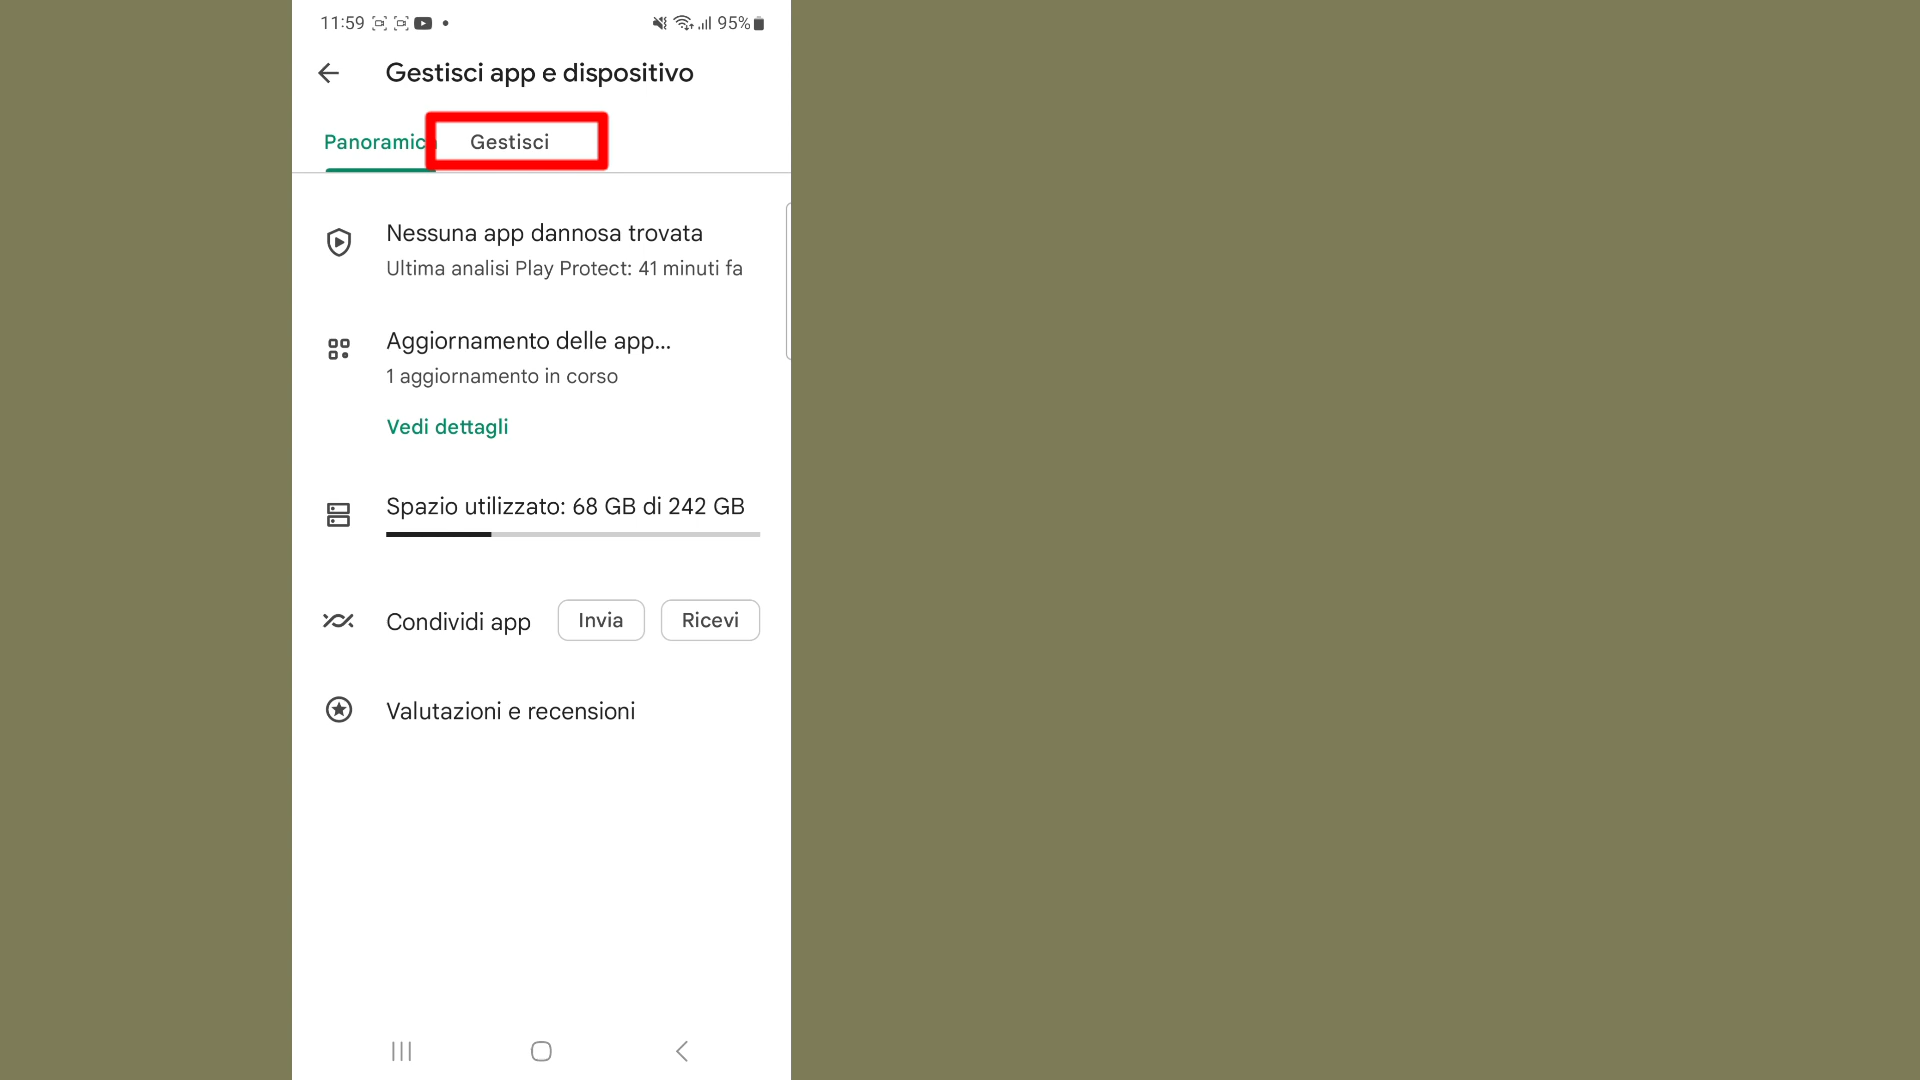 11:59 95%
Gestisci app e dispositivo
Panoramica Gestisci
Nessuna app dannosa trovata
Ultima analisi Play Protect: 41 minuti fa
Aggiornamento delle app...
1 aggiornamento in corso
Vedi dettagli
Spazio utilizzato: 68 GB di 242 GB
Condividi app Invia Ricevi
Valutazioni e recensioni